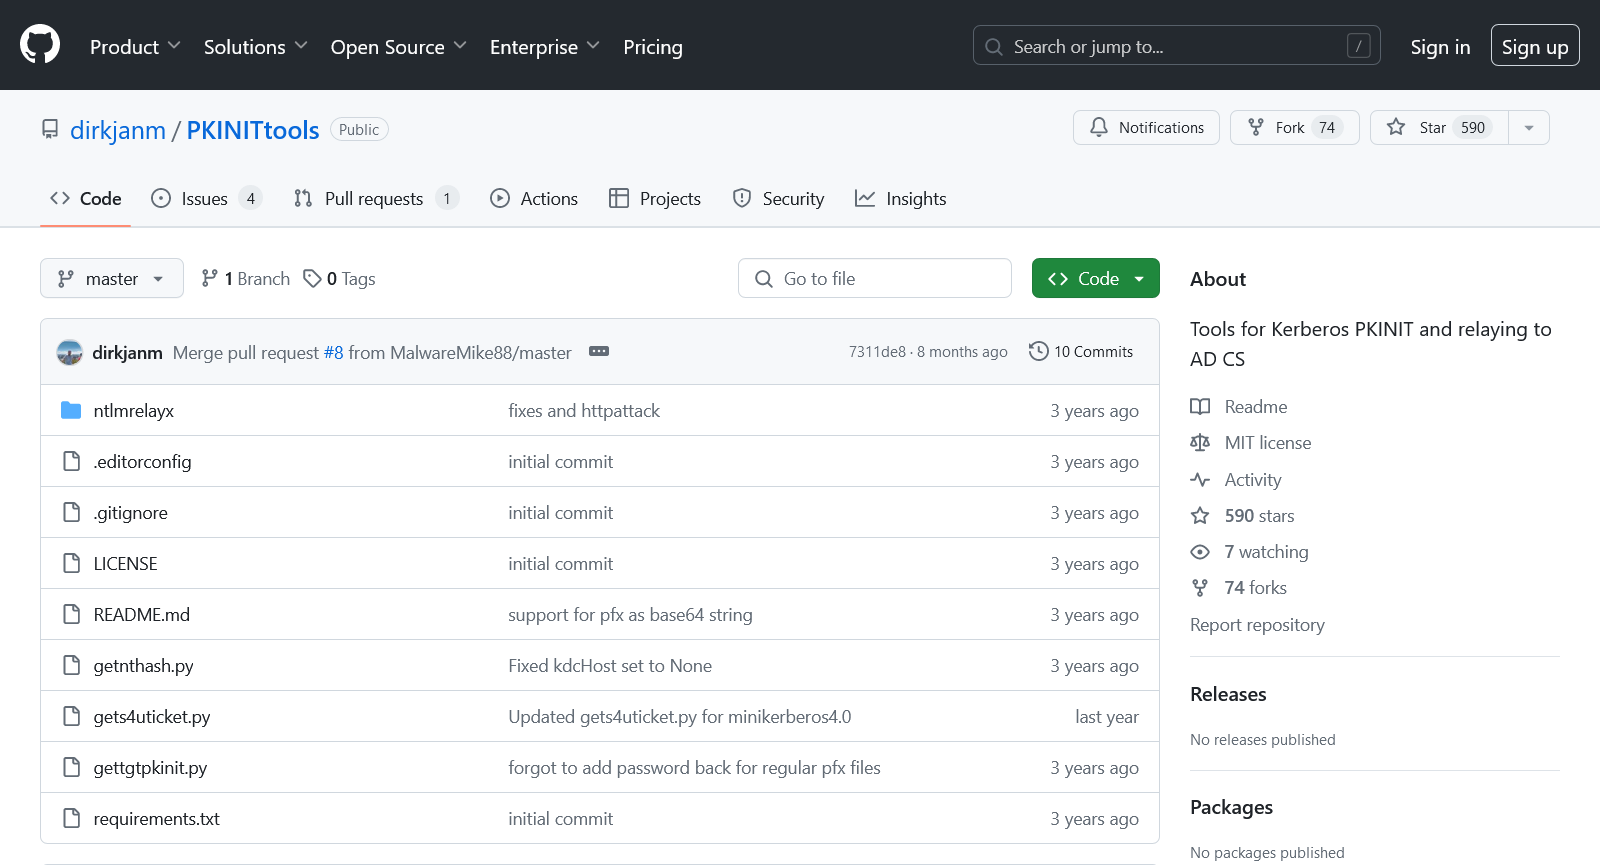 Product Solutions Open Source Enterprise Pricing Search or jump to... / Sign in Sign up
dirkjanm / PKINITtools Public Notifications Fork 74 Star 590
Code Issues 4 Pull requests 1 Actions Projects Security Insights
master 1 Branch 0 Tags Go to file Code
dirkjanm Merge pull request #8 from MalwareMike88/master 7311de8 · 8 months ago 10 Commits
ntlmrelayx fixes and httpattack 3 years ago
.editorconfig initial commit 3 years ago
.gitignore initial commit 3 years ago
LICENSE initial commit 3 years ago
README.md support for pfx as base64 string 3 years ago
getnthash.py Fixed kdcHost set to None 3 years ago
gets4uticket.py Updated gets4uticket.py for minikerberos4.0 last year
gettgtpkinit.py forgot to add password back for regular pfx files 3 years ago
requirements.txt initial commit 3 years ago
About
Tools for Kerberos PKINIT and relaying to
AD CS
Readme
MIT license
Activity
590 stars
7 watching
74 forks
Report repository
Releases
No releases published
Packages
No packages published